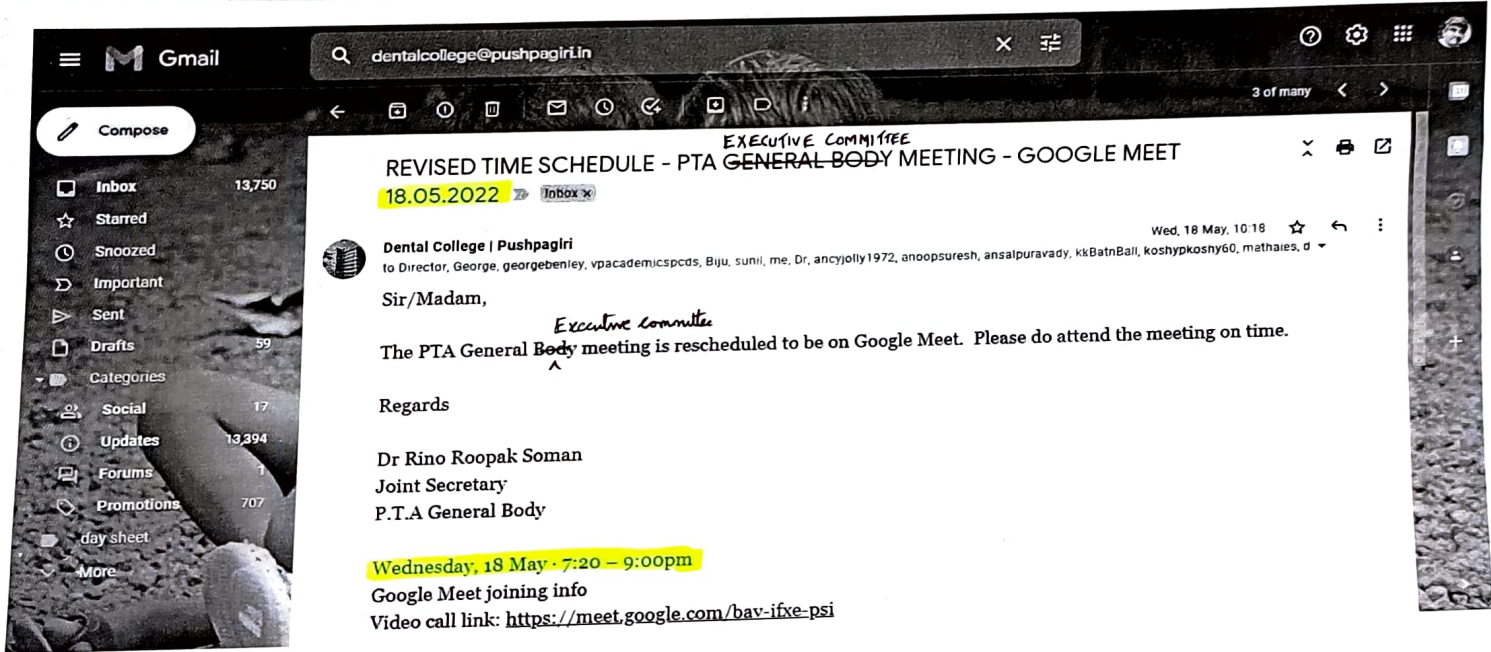 Gmail
dentalcollege@pushpagiri.in
3 of many
Compose
Inbox 13,750
Starred
Snoozed
Important
Sent
Drafts 59
Categories
Social 17
Updates 13,394
Forums 1
Promotions 707
day sheet
More
EXECUTIVE COMMITTEE
REVISED TIME SCHEDULE - PTA GENERAL BODY MEETING - GOOGLE MEET
18.05.2022 Inbox x
Dental College | Pushpagiri
Wed, 18 May, 10:18
to Director, George, georgebenley, vpacademicspcds, Biju, sunil, me, Dr, ancyjolly1972, anoopsuresh, ansalpuravady, kkBatnBall, koshypkoshy60, mathaies, d
Sir/Madam,
Executive committee
The PTA General Body meeting is rescheduled to be on Google Meet. Please do attend the meeting on time.
Regards
Dr Rino Roopak Soman
Joint Secretary
P.T.A General Body
Wednesday, 18 May · 7:20 – 9:00pm
Google Meet joining info
Video call link: https://meet.google.com/bav-ifxe-psi